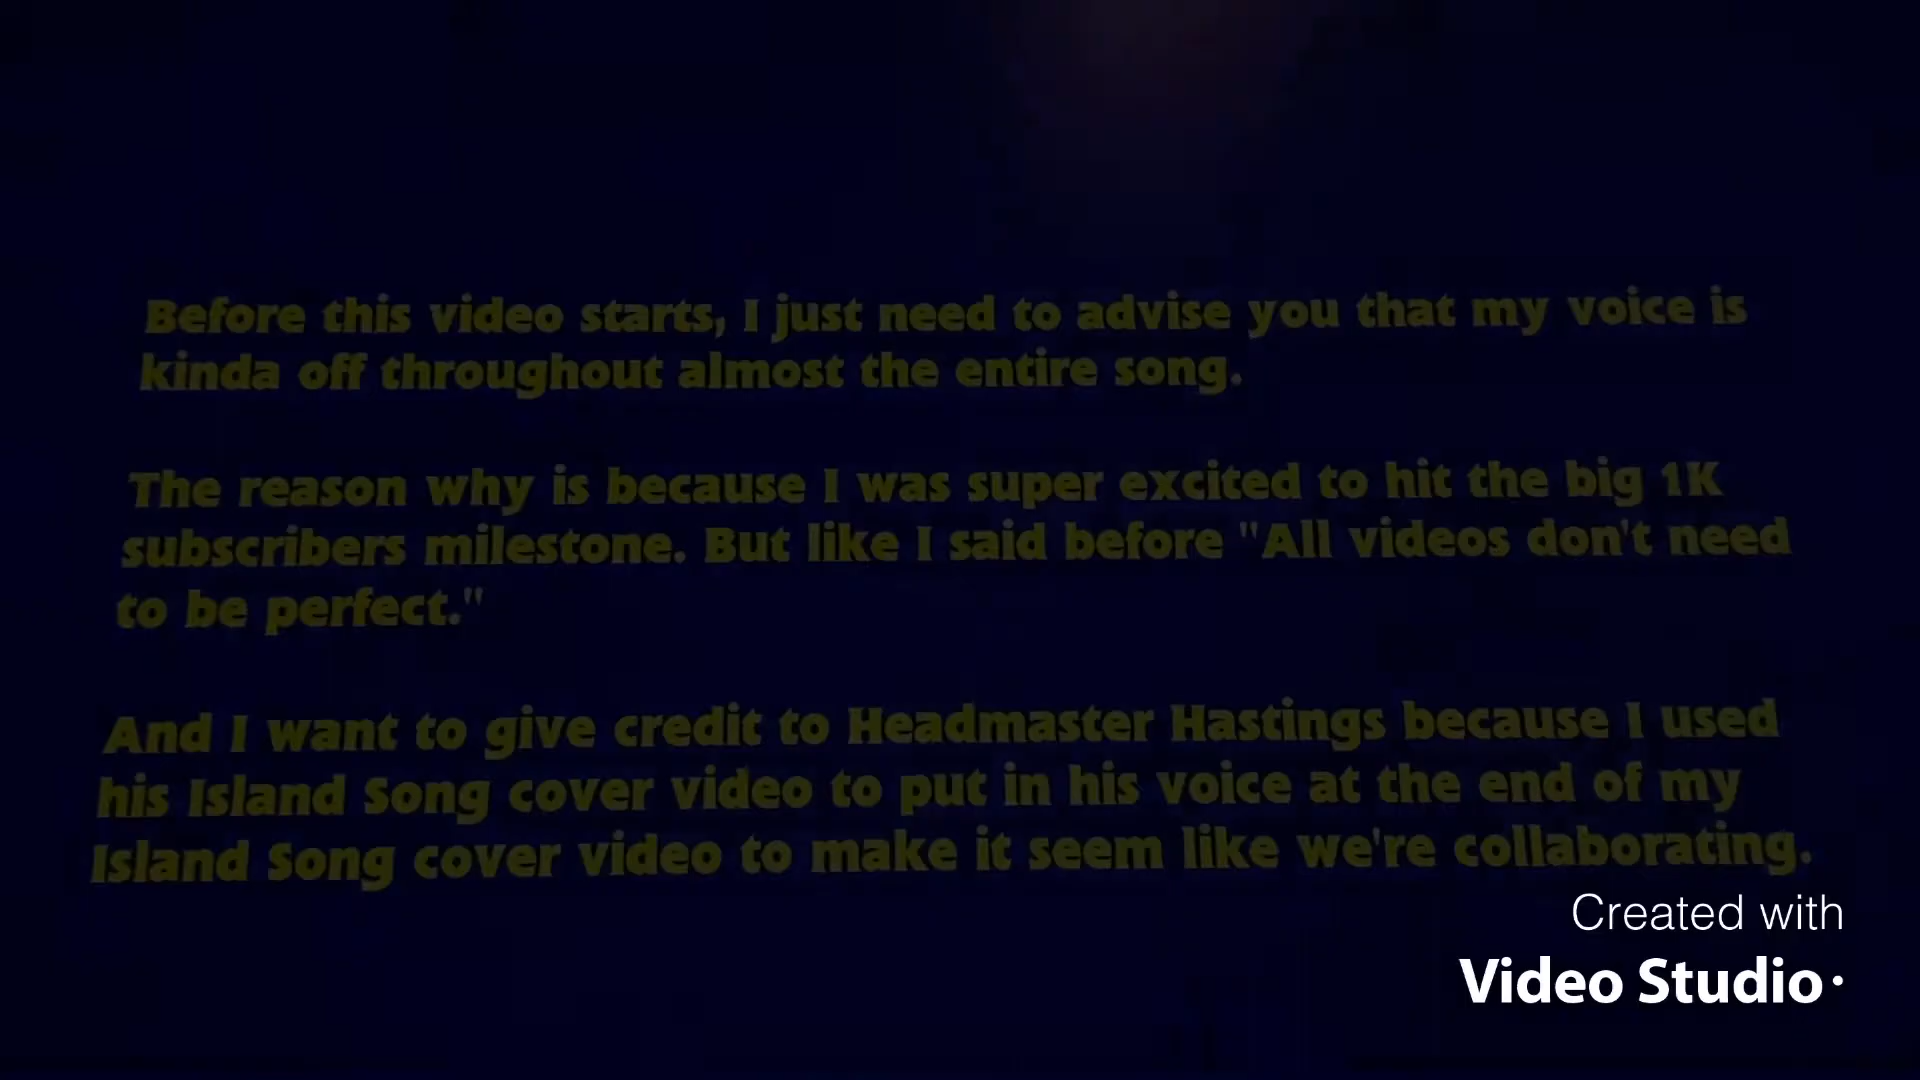 Before this video starts, I just need to advise you that my voice is
kinda off throughout almost the entire song.
The reason why is because I was super excited to hit the big 1K
subscribers milestone. But like I said before "All videos don't need
to be perfect."
And I want to give credit to Headmaster Hastings because I used
his Island Song cover video to put in his voice at the end of my
Island Song cover video to make it seem like we're collaborating.
Created with
Video Studio·